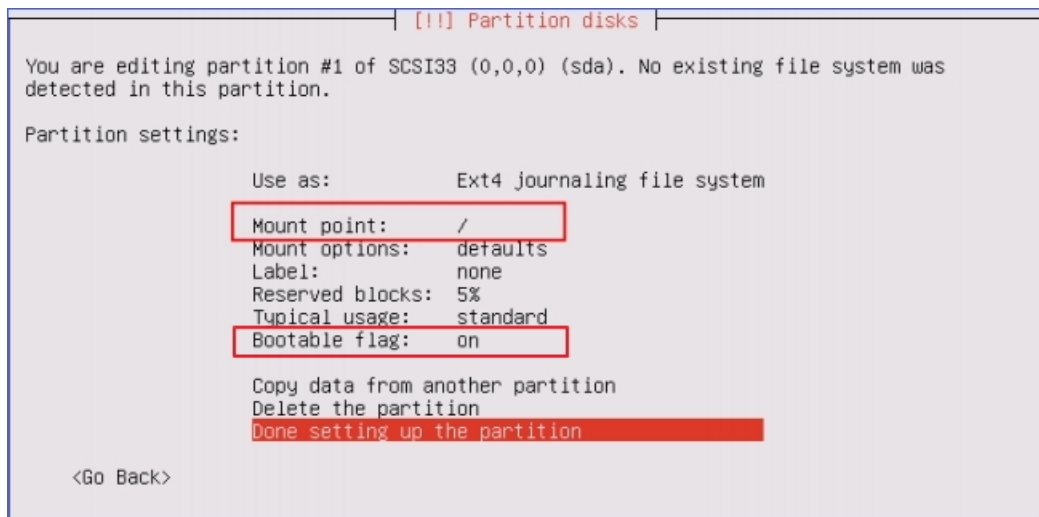 [!!] Partition disks
You are editing partition #1 of SCSI33 (0,0,0) (sda). No existing file system was
detected in this partition.
Partition settings:
Use as: Ext4 journaling file system
Mount point: /
Mount options: defaults
Label: none
Reserved blocks: 5%
Typical usage: standard
Bootable flag: on
Copy data from another partition
Delete the partition
Done setting up the partition
<Go Back>